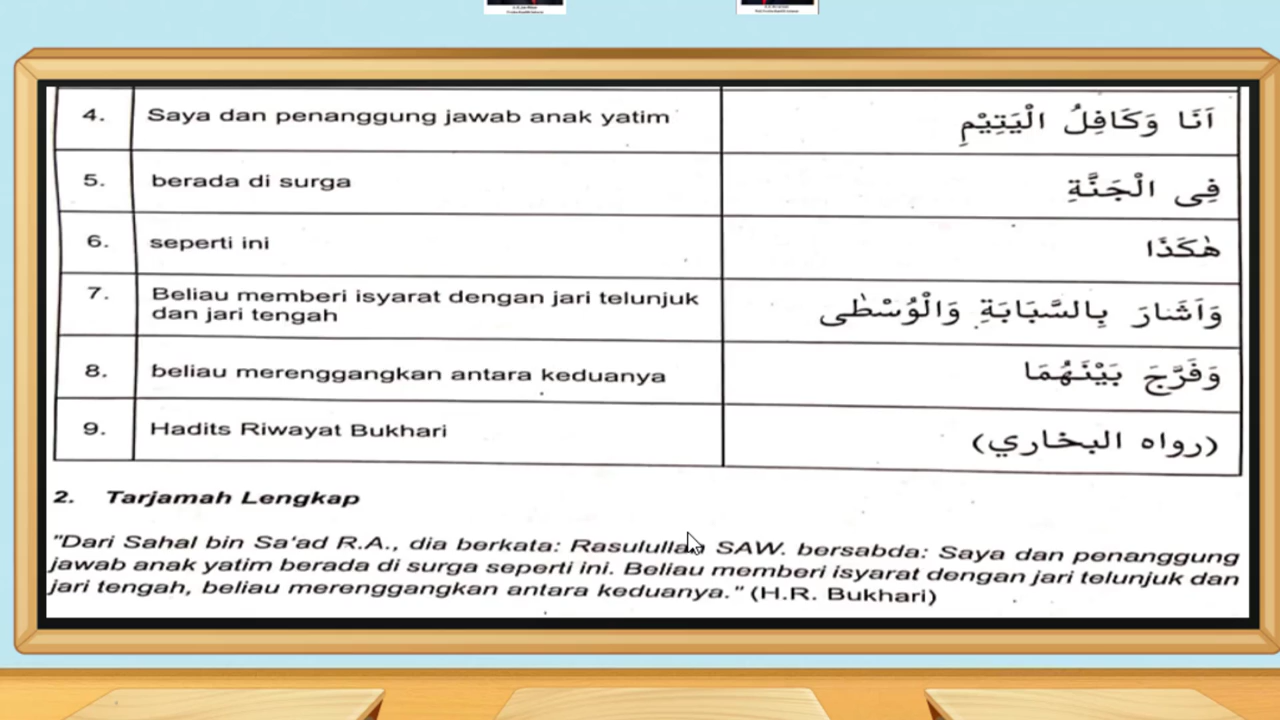 4. Saya dan penanggung jawab anak yatim اَنَا وَكَافِلُ الْيَتِيْمِ
5. berada di surga فِى الْجَنَّةِ
6. seperti ini هٰكَذَا
7. Beliau memberi isyarat dengan jari telunjuk وَاَشَارَ بِالسَّبَابَةِ وَالْوُسْطٰى
dan jari tengah
8. beliau merenggangkan antara keduanya وَفَرَّجَ بَيْنَهُمَا
9. Hadits Riwayat Bukhari (رواه البخاري)
2. Tarjamah Lengkap
"Dari Sahal bin Sa'ad R.A., dia berkata: Rasulullah SAW. bersabda: Saya dan penanggung
jawab anak yatim berada di surga seperti ini. Beliau memberi isyarat dengan jari telunjuk dan
jari tengah, beliau merenggangkan antara keduanya." (H.R. Bukhari)